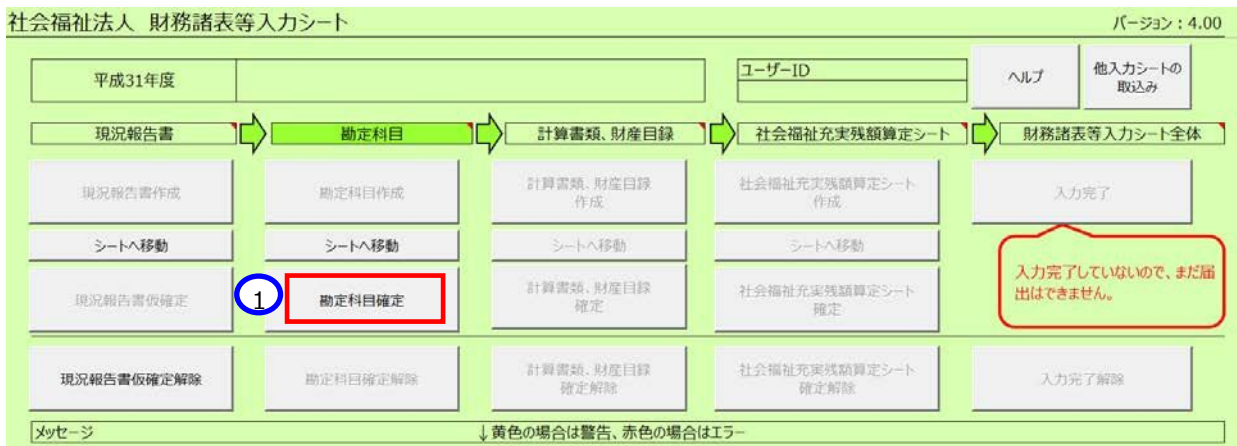 社会福祉法人 財務諸表等入力シート
バージョン：4.00
平成31年度
ユーザーID
ヘルプ
他入力シートの
取込み
現況報告書
勘定科目
計算書類、財産目録
社会福祉充実残額算定シート
財務諸表等入力シート全体
現況報告書作成
勘定科目作成
計算書類、財産目録
作成
社会福祉充実残額算定シート
作成
入力完了
シートへ移動
シートへ移動
シートへ移動
シートへ移動
入力完了していないので、まだ届
出はできません。
現況報告書仮確定
1
勘定科目確定
計算書類、財産目録
確定
社会福祉充実残額算定シート
確定
現況報告書仮確定解除
勘定科目確定解除
計算書類、財産目録
確定解除
社会福祉充実残額算定シート
確定解除
入力完了解除
メッセージ
↓黄色の場合は警告、赤色の場合はエラー